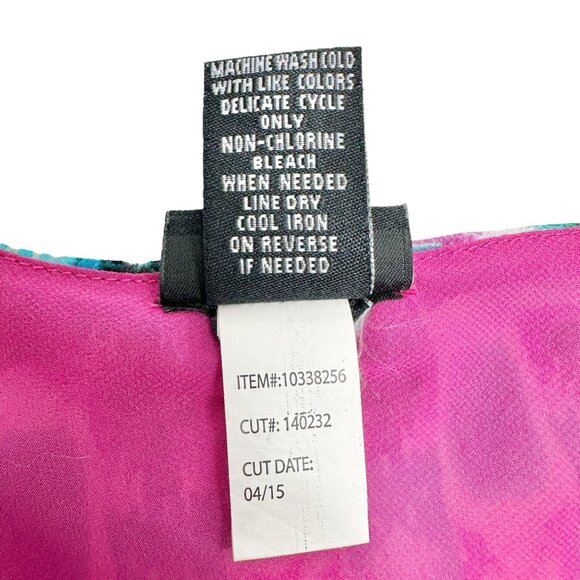 MACHINE WASH COLD
WITH LIKE COLORS
DELICATE CYCLE
ONLY
NON-CHLORINE
BLEACH
WHEN NEEDED
LINE DRY
COOL IRON
ON REVERSE
IF NEEDED
ITEM#:10338256
CUT#: 140232
CUT DATE:
04/15